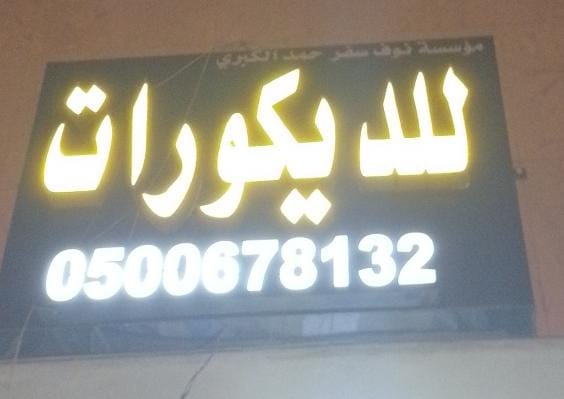 مؤسسة نوف سفر حمد الكبري
للديكورات
0500678132